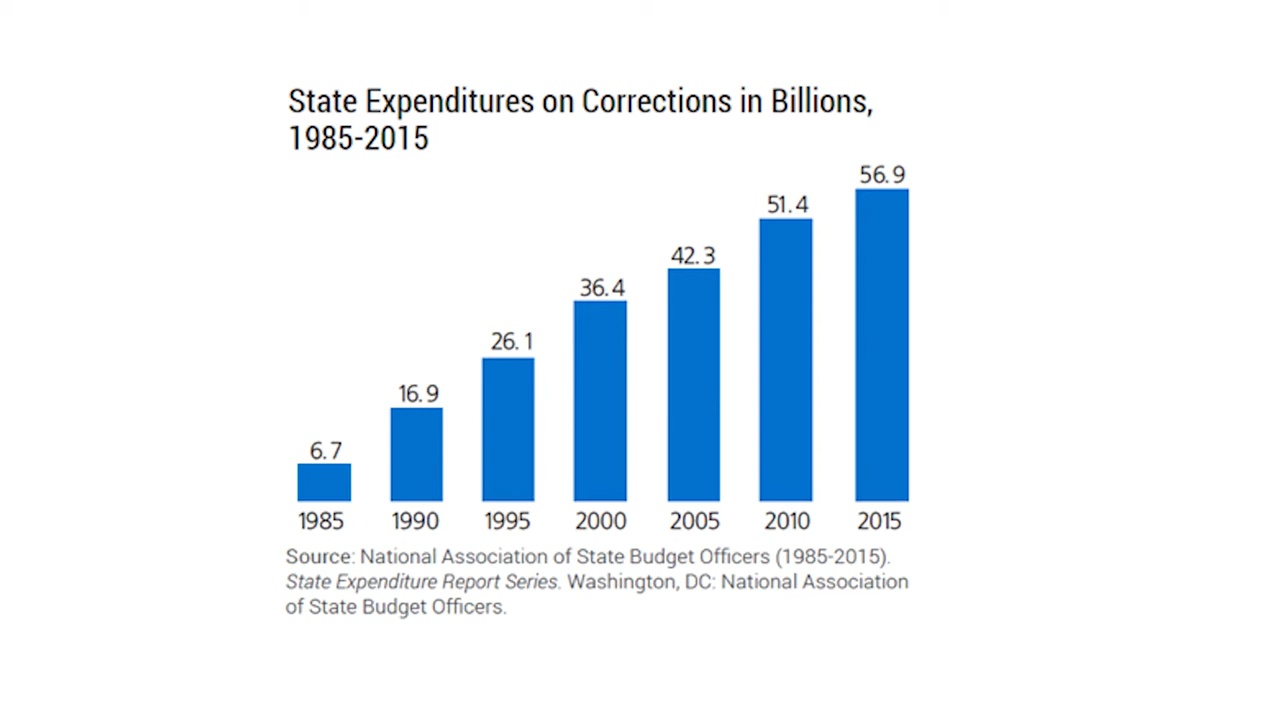 State Expenditures on Corrections in Billions,
1985-2015
56.9
51.4
42.3
36.4
26.1
16.9
6.7
1985 1990 1995 2000 2005 2010 2015
Source: National Association of State Budget Officers (1985-2015).
State Expenditure Report Series. Washington, DC: National Association
of State Budget Officers.